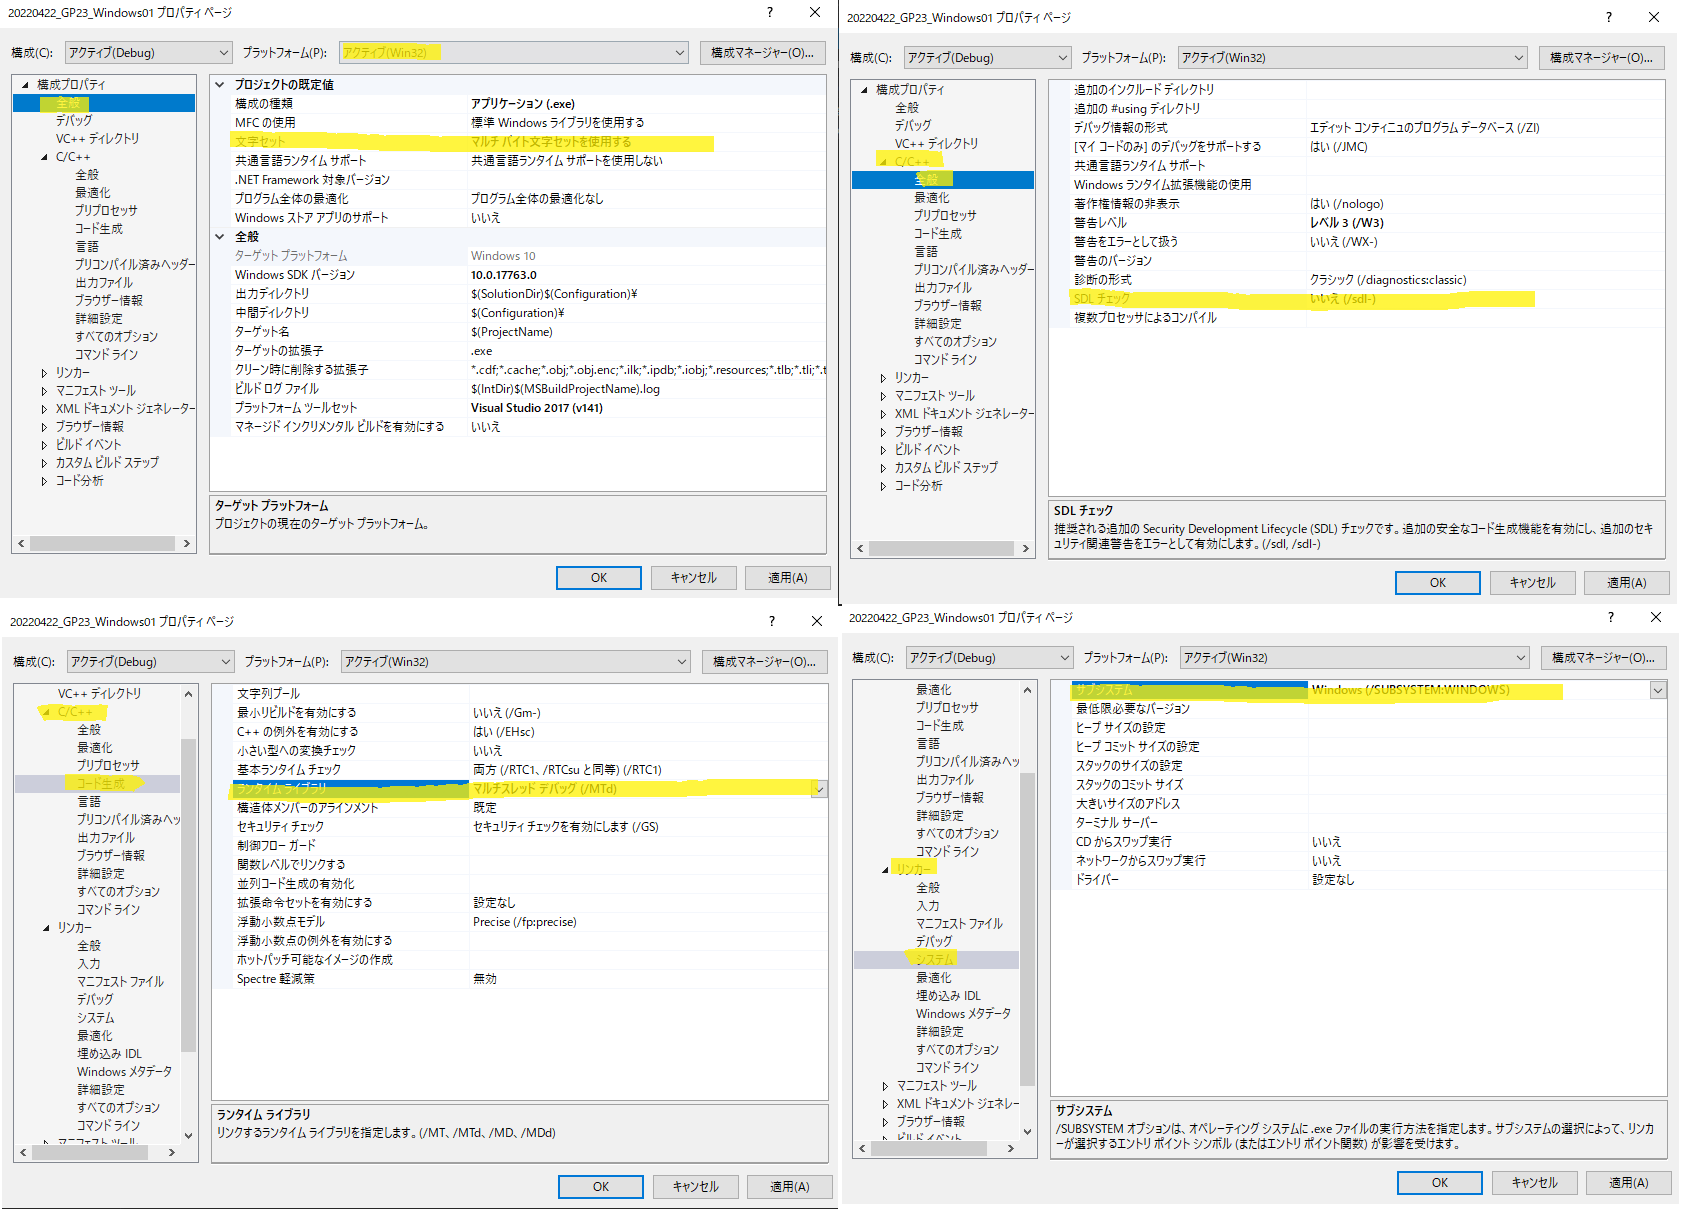 20220422_GP23_Windows01 プロパティ ページ
? ×
構成(C): アクティブ(Debug) プラットフォーム(P): アクティブ(Win32) 構成マネージャー(O)...
構成プロパティ
全般
デバッグ
VC++ ディレクトリ
C/C++
全般
最適化
プリプロセッサ
コード生成
言語
プリコンパイル済みヘッダー
出力ファイル
ブラウザー情報
詳細設定
すべてのオプション
コマンド ライン
リンカー
マニフェスト ツール
XML ドキュメント ジェネレーター
ブラウザー情報
ビルド イベント
カスタム ビルド ステップ
コード分析
プロジェクトの既定値
構成の種類 アプリケーション (.exe)
MFC の使用 標準 Windows ライブラリを使用する
文字セット マルチ バイト文字セットを使用する
共通言語ランタイム サポート 共通言語ランタイム サポートを使用しない
.NET Framework 対象バージョン
プログラム全体の最適化 プログラム全体の最適化なし
Windows ストア アプリのサポート いいえ
全般
ターゲット プラットフォーム Windows 10
Windows SDK バージョン 10.0.17763.0
出力ディレクトリ $(SolutionDir)$(Configuration)¥
中間ディレクトリ $(Configuration)¥
ターゲット名 $(ProjectName)
ターゲットの拡張子 .exe
クリーン時に削除する拡張子 *.cdf;*.cache;*.obj;*.obj.enc;*.ilk;*.ipdb;*.iobj;*.resources;*.tlb;*.tli;*.t
ビルド ログ ファイル $(IntDir)$(MSBuildProjectName).log
プラットフォーム ツールセット Visual Studio 2017 (v141)
マネージド インクリメンタル ビルドを有効にする いいえ
ターゲット プラットフォーム
プロジェクトの現在のターゲット プラットフォーム。
OK キャンセル 適用(A)
20220422_GP23_Windows01 プロパティ ページ
? ×
構成(C): アクティブ(Debug) プラットフォーム(P): アクティブ(Win32) 構成マネージャー(O)...
構成プロパティ
全般
デバッグ
VC++ ディレクトリ
C/C++
全般
最適化
プリプロセッサ
コード生成
言語
プリコンパイル済みヘッダー
出力ファイル
ブラウザー情報
詳細設定
すべてのオプション
コマンド ライン
リンカー
マニフェスト ツール
XML ドキュメント ジェネレーター
ブラウザー情報
ビルド イベント
カスタム ビルド ステップ
コード分析
追加のインクルード ディレクトリ
追加の #using ディレクトリ
デバッグ情報の形式 エディット コンティニュのプログラム データベース (/ZI)
[マイ コードのみ] のデバッグをサポートする はい (/JMC)
共通言語ランタイム サポート
Windows ランタイム拡張機能の使用
著作権情報の非表示 はい (/nologo)
警告レベル レベル 3 (/W3)
警告をエラーとして扱う いいえ (/WX-)
警告のバージョン
診断の形式 クラシック (/diagnostics:classic)
SDL チェック いいえ (/sdl-)
複数プロセッサによるコンパイル
SDL チェック
推奨される追加の Security Development Lifecycle (SDL) チェックです。追加の安全なコード生成機能を有効にし、追加のセキ
ュリティ関連警告をエラーとして有効にします。(/sdl, /sdl-)
OK キャンセル 適用(A)
20220422_GP23_Windows01 プロパティ ページ
? ×
構成(C): アクティブ(Debug) プラットフォーム(P): アクティブ(Win32) 構成マネージャー(O)...
VC++ ディレクトリ
C/C++
全般
最適化
プリプロセッサ
コード生成
言語
プリコンパイル済みヘッ
出力ファイル
ブラウザー情報
詳細設定
すべてのオプション
コマンド ライン
リンカー
全般
入力
マニフェスト ファイル
デバッグ
システム
最適化
埋め込み IDL
Windows メタデータ
詳細設定
すべてのオプション
コマンド ライン
マニフェスト ツール
文字列プール
最小リビルドを有効にする いいえ (/Gm-)
C++ の例外を有効にする はい (/EHsc)
小さい型への変換チェック いいえ
基本ランタイム チェック 両方 (/RTC1、/RTCsu と同等) (/RTC1)
ランタイム ライブラリ マルチスレッド デバッグ (/MTd)
構造体メンバーのアラインメント 既定
セキュリティ チェック セキュリティ チェックを有効にします (/GS)
制御フロー ガード
関数レベルでリンクする
並列コード生成の有効化
拡張命令セットを有効にする 設定なし
浮動小数点モデル Precise (/fp:precise)
浮動小数点の例外を有効にする
ホットパッチ可能なイメージの作成
Spectre 軽減策 無効
ランタイム ライブラリ
リンクするランタイム ライブラリを指定します。(/MT、/MTd、/MD、/MDd)
OK キャンセル 適用(A)
20220422_GP23_Windows01 プロパティ ページ
? ×
構成(C): アクティブ(Debug) プラットフォーム(P): アクティブ(Win32) 構成マネージャー(O)...
最適化
プリプロセッサ
コード生成
言語
プリコンパイル済みヘッ
出力ファイル
ブラウザー情報
詳細設定
すべてのオプション
コマンド ライン
リンカー
全般
入力
マニフェスト ファイル
デバッグ
システム
最適化
埋め込み IDL
Windows メタデータ
詳細設定
すべてのオプション
コマンド ライン
マニフェスト ツール
XML ドキュメント ジェネレー
ブラウザー情報
ビルド イベント
サブシステム Windows (/SUBSYSTEM:WINDOWS)
最低限必要なバージョン
ヒープ サイズの設定
ヒープ コミット サイズの設定
スタックのサイズの設定
スタックのコミット サイズ
大きいサイズのアドレス
ターミナル サーバー
CD からスワップ実行 いいえ
ネットワークからスワップ実行 いいえ
ドライバー 設定なし
サブシステム
/SUBSYSTEM オプションは、オペレーティング システムに .exe ファイルの実行方法を指定します。サブシステムの選択によって、リンカ
ーが選択するエントリ ポイント シンボル (またはエントリ ポイント関数) が影響を受けます。
OK キャンセル 適用(A)